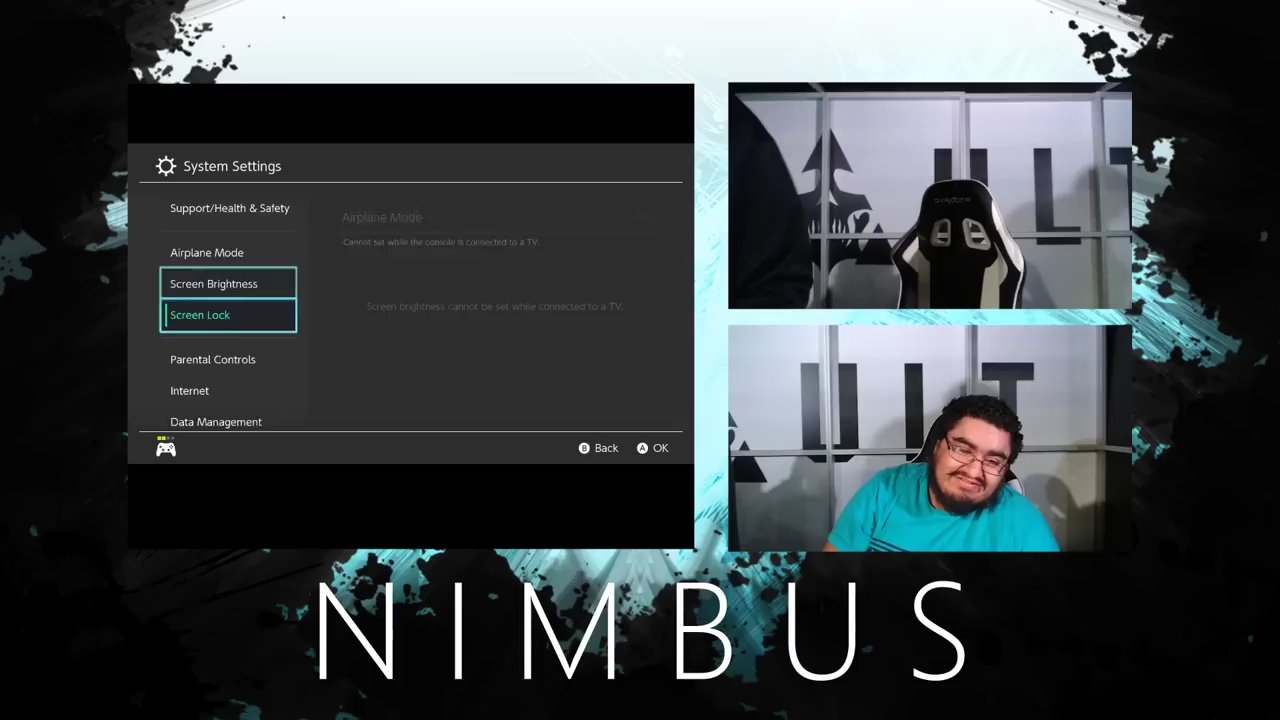 System Settings
Support/Health & Safety
Airplane Mode
Screen Brightness
Screen Lock
Parental Controls
Internet
Data Management
Airplane Mode
Cannot set while the console is connected to a TV.
Screen brightness cannot be set while connected to a TV.
B Back
A OK
ULT
ULT
NIMBUS